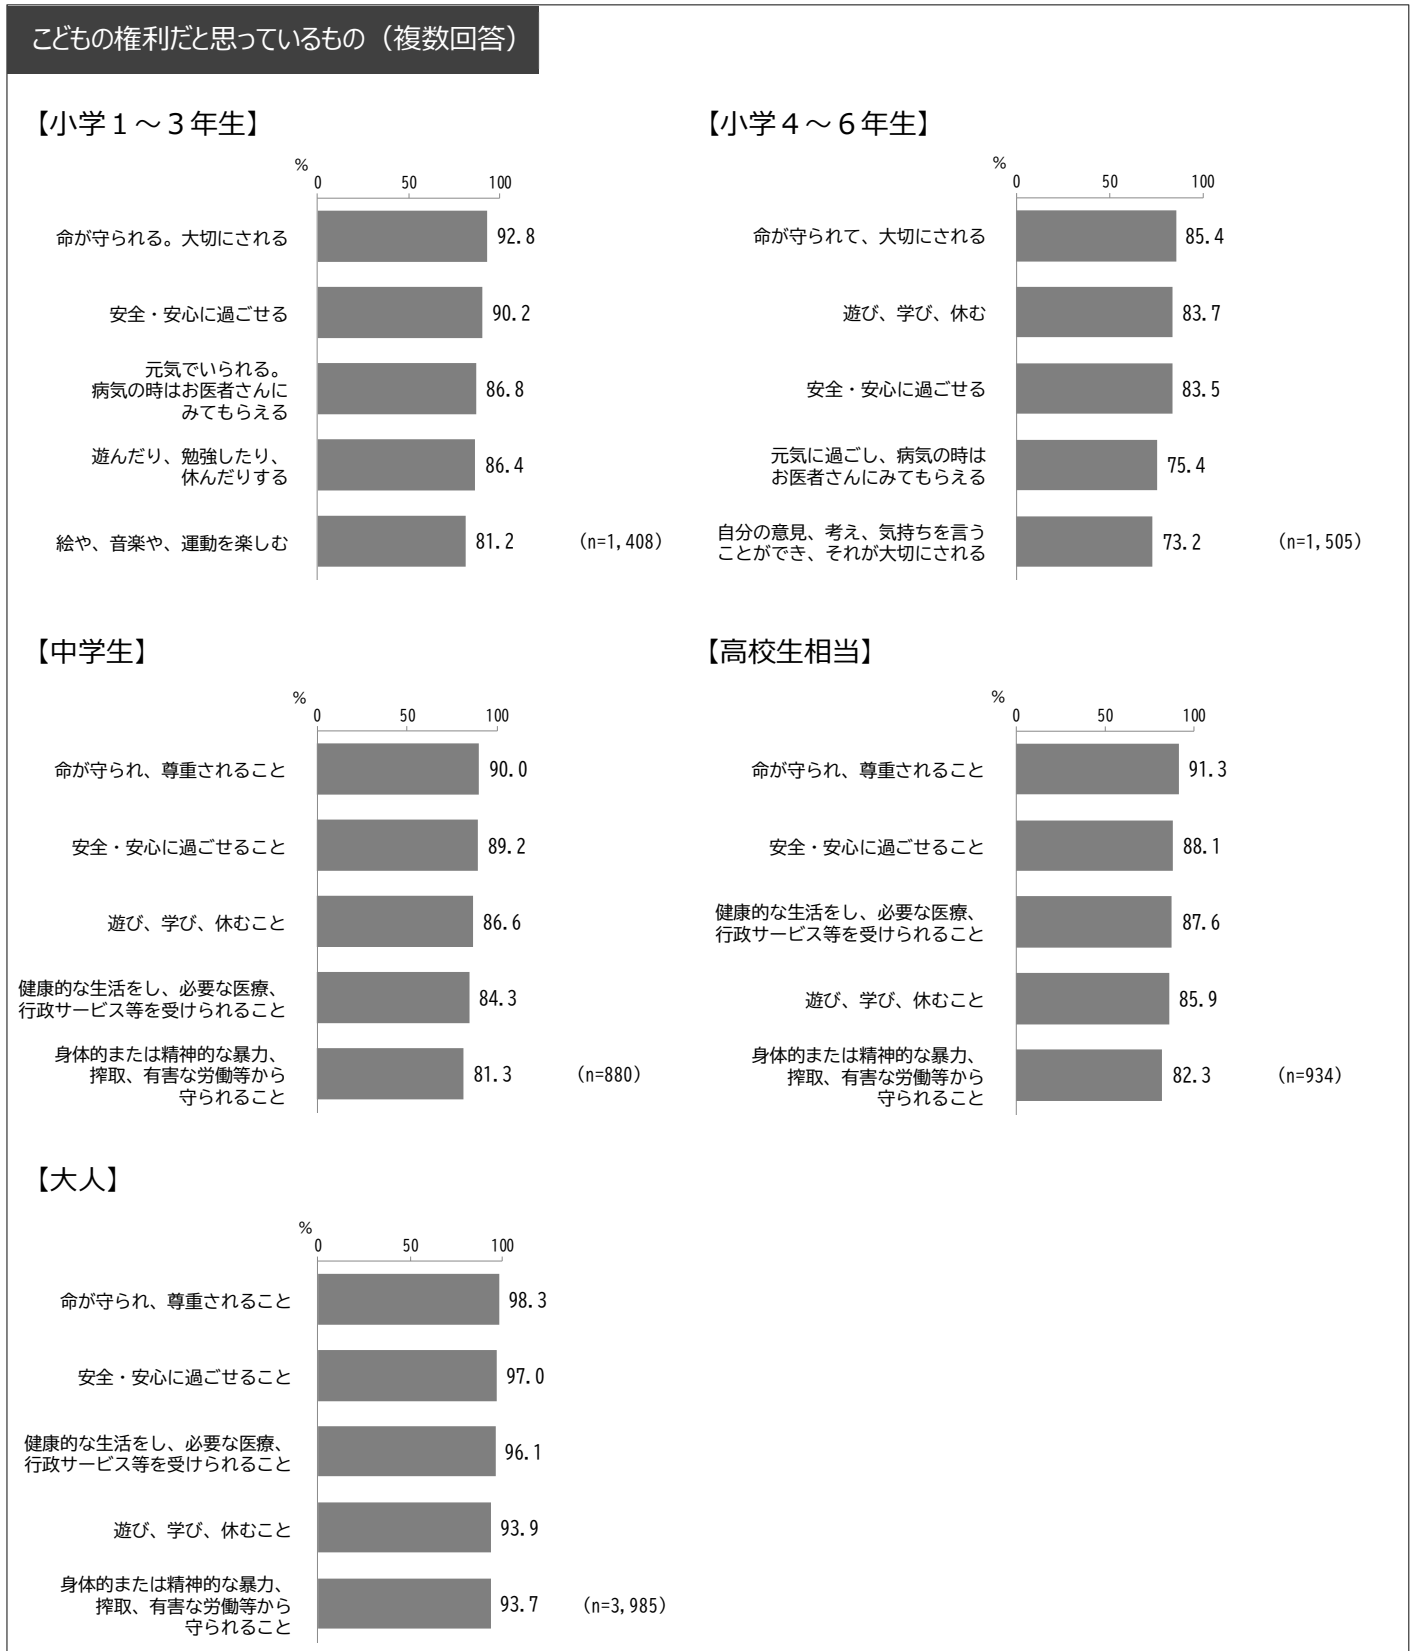 こどもの権利だと思っているもの（複数回答）
【小学１～３年生】
%
0 50 100
命が守られる。大切にされる 92.8
安全・安心に過ごせる 90.2
元気でいられる。
病気の時はお医者さんに
みてもらえる
86.8
遊んだり、勉強したり、
休んだりする
86.4
絵や、音楽や、運動を楽しむ 81.2 (n=1,408)
【小学４～６年生】
%
0 50 100
命が守られて、大切にされる 85.4
遊び、学び、休む 83.7
安全・安心に過ごせる 83.5
元気に過ごし、病気の時は
お医者さんにみてもらえる
75.4
自分の意見、考え、気持ちを言う
ことができ、それが大切にされる
73.2 (n=1,505)
【中学生】
%
0 50 100
命が守られ、尊重されること 90.0
安全・安心に過ごせること 89.2
遊び、学び、休むこと 86.6
健康的な生活をし、必要な医療、
行政サービス等を受けられること
84.3
身体的または精神的な暴力、
搾取、有害な労働等から
守られること
81.3 (n=880)
【高校生相当】
%
0 50 100
命が守られ、尊重されること 91.3
安全・安心に過ごせること 88.1
健康的な生活をし、必要な医療、
行政サービス等を受けられること
87.6
遊び、学び、休むこと 85.9
身体的または精神的な暴力、
搾取、有害な労働等から
守られること
82.3 (n=934)
【大人】
%
0 50 100
命が守られ、尊重されること 98.3
安全・安心に過ごせること 97.0
健康的な生活をし、必要な医療、
行政サービス等を受けられること
96.1
遊び、学び、休むこと 93.9
身体的または精神的な暴力、
搾取、有害な労働等から
守られること
93.7 (n=3,985)